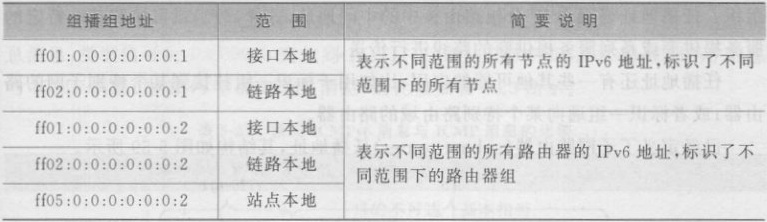 组播组地址 范 围 简 要 说 明
ff01:0:0:0:0:0:0:1 接口本地
表示不同范围的所有节点的 IPv6 地址,标识了不同
ff02:0:0:0:0:0:0:1 链路本地
范围下的所有节点
ff01:0:0:0:0:0:0:2 接口本地
表示不同范围的所有路由器的 IPv6 地址,标识了不
ff02:0:0:0:0:0:0:2 链路本地
同范围下的路由器组
ff05:0:0:0:0:0:0:2 站点本地